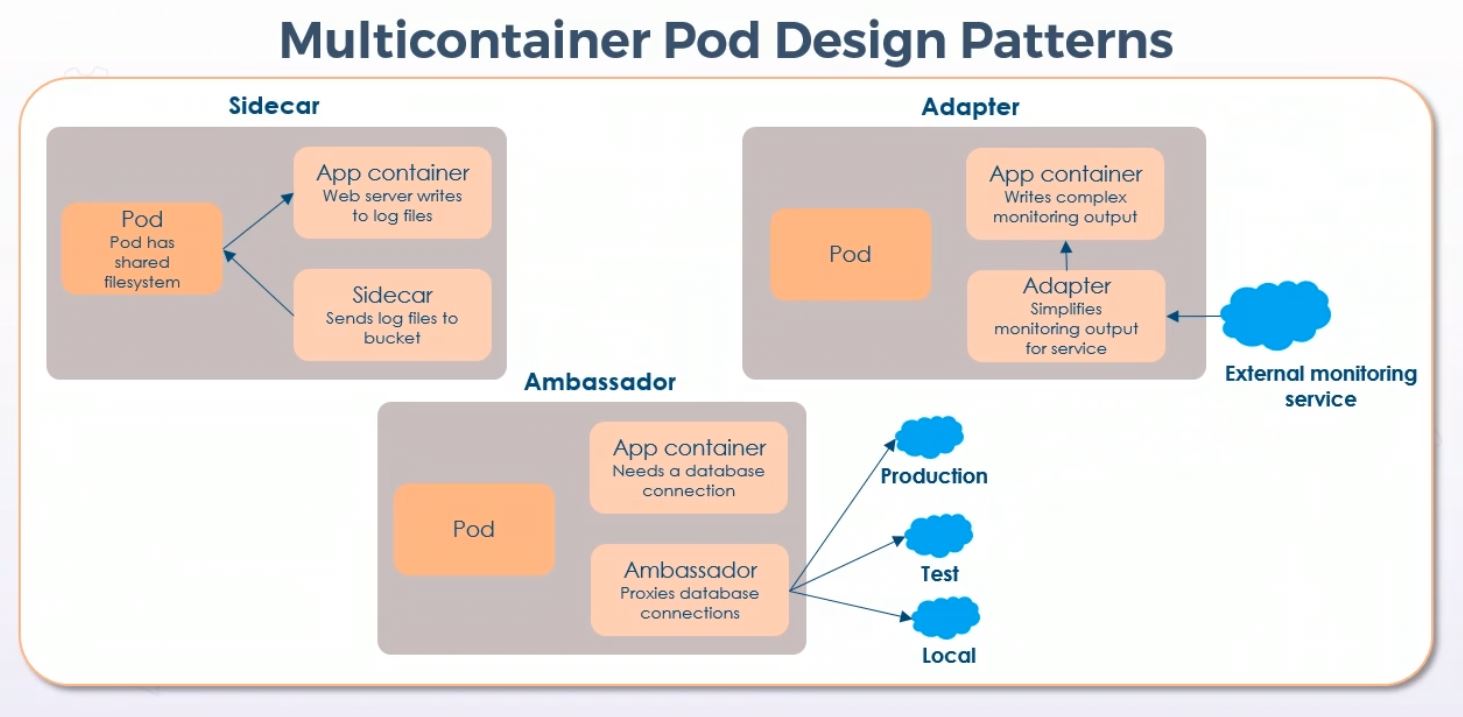 Multicontainer Pod Design Patterns
Sidecar
Pod
Pod has
shared
filesystem
App container
Web server writes
to log files
Sidecar
Sends log files to
bucket
Adapter
Pod
App container
Writes complex
monitoring output
Adapter
Simplifies
monitoring output
for service
External monitoring
service
Ambassador
Pod
App container
Needs a database
connection
Ambassador
Proxies database
connections
Production
Test
Local